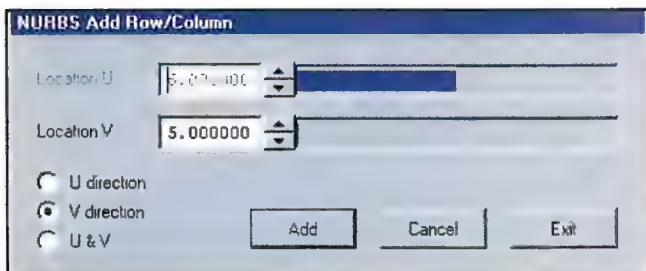 NURBS Add Row/Column
Location U
Location V 5.000000
U direction
V direction
U & V
Add Cancel Exit